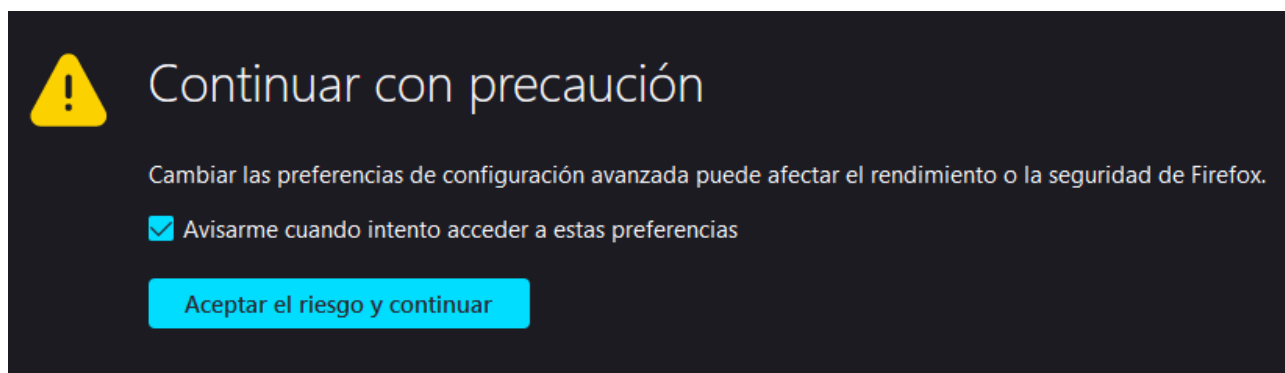 Continuar con precaución
Cambiar las preferencias de configuración avanzada puede afectar el rendimiento o la seguridad de Firefox.
Avisarme cuando intento acceder a estas preferencias
Aceptar el riesgo y continuar